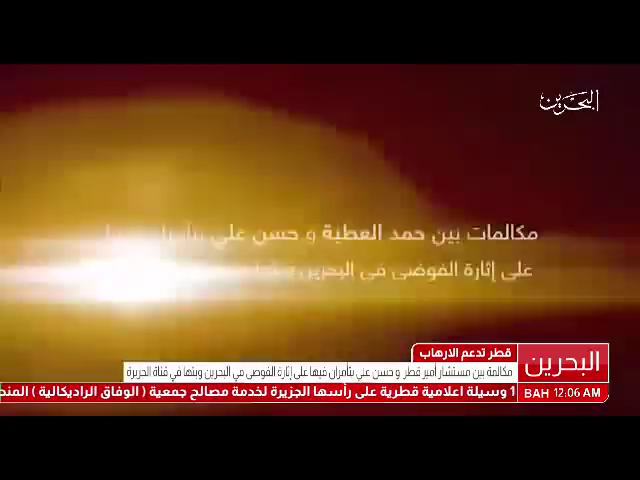 البحرين
مكالمات بين حمد العطية و حسن علي
على إثارة الفوضى في البحرين
قطر تدعم الارهاب
مكالمة بين مستشار أمير قطر و حسن علي يتآمران فيها على إثارة الفوضى في البحرين وبثها في قناة الجزيرة
البحرين
BAH 12:06 AM
1 وسيلة اعلامية قطرية على رأسها الجزيرة لخدمة مصالح جمعية ( الوفاق الراديكالية )